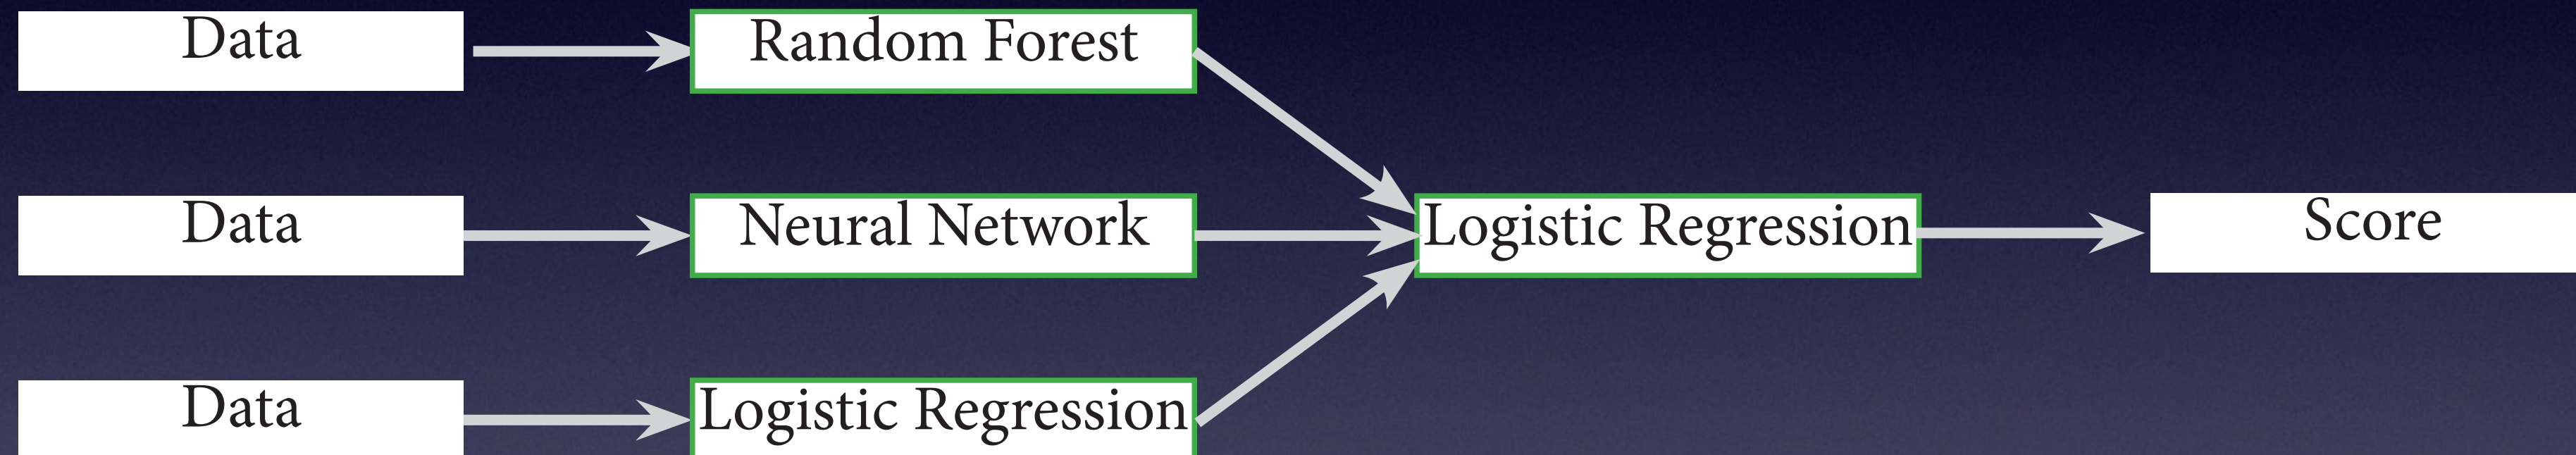 Data
Random Forest
Data
Neural Network
Logistic Regression
Score
Data
Logistic Regression